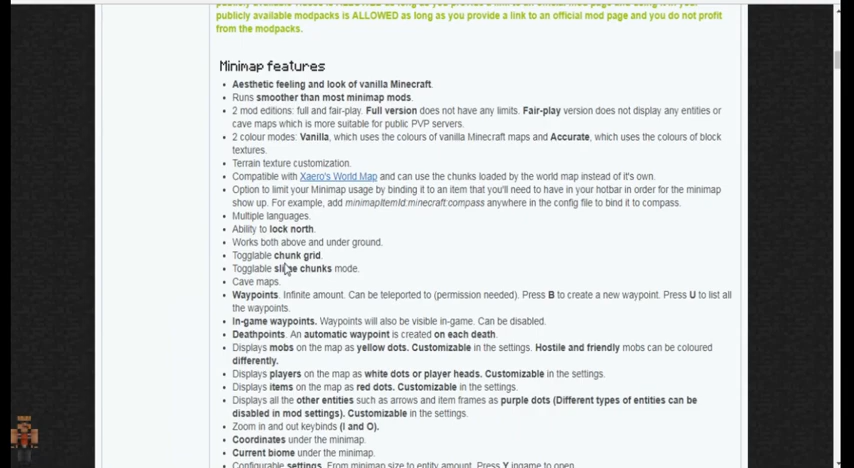 publicly available modpacks is ALLOWED as long as you provide a link to an official mod page and you do not profit
from the modpacks.
Minimap features
Aesthetic feeling and look of vanilla Minecraft.
Runs smoother than most minimap mods.
2 mod editions: full and fair-play. Full version does not have any limits. Fair-play version does not display any entities or
cave maps which is more suitable for public PVP servers.
2 colour modes: Vanilla, which uses the colours of vanilla Minecraft maps and Accurate, which uses the colours of block
textures.
Terrain texture customization.
Compatible with Xaero's World Map and can use the chunks loaded by the world map instead of it's own.
Option to limit your Minimap usage by binding it to an item that you'll need to have in your hotbar in order for the minimap
show up. For example, add minimapItemId:minecraft:compass anywhere in the config file to bind it to compass.
Multiple languages.
Ability to lock north.
Works both above and under ground.
Togglable chunk grid.
Togglable slime chunks mode.
Cave maps.
Waypoints. Infinite amount. Can be teleported to (permission needed). Press B to create a new waypoint. Press U to list all
the waypoints.
In-game waypoints. Waypoints will also be visible in-game. Can be disabled.
Deathpoints. An automatic waypoint is created on each death.
Displays mobs on the map as yellow dots. Customizable in the settings. Hostile and friendly mobs can be coloured
differently.
Displays players on the map as white dots or player heads. Customizable in the settings.
Displays items on the map as red dots. Customizable in the settings.
Displays all the other entities such as arrows and item frames as purple dots (Different types of entities can be
disabled in mod settings). Customizable in the settings.
Zoom in and out keybinds (I and O).
Coordinates under the minimap.
Current biome under the minimap.
Configurable settings. From minimap size to entity amount. Press Y ingame to open.